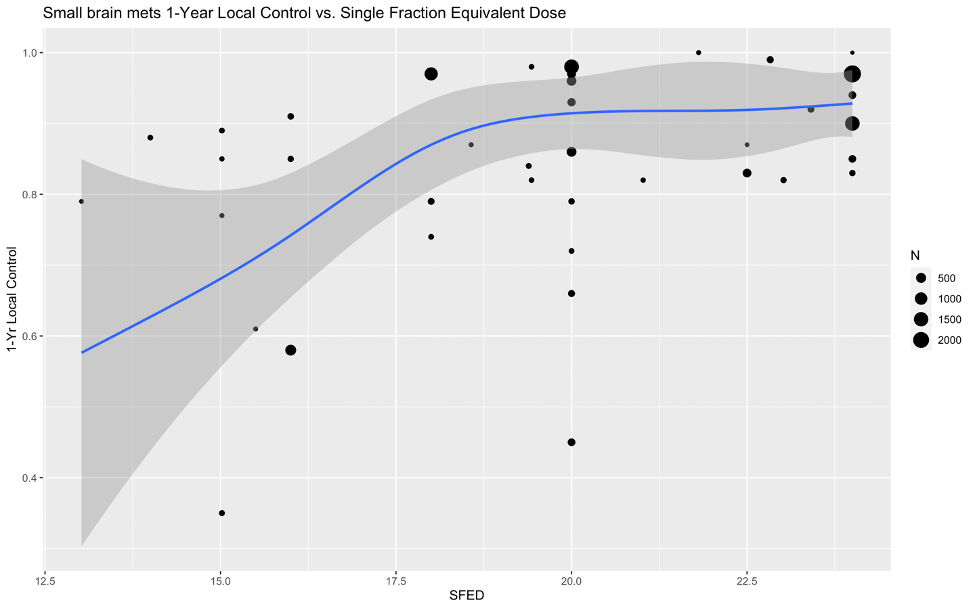 Small brain mets 1-Year Local Control vs. Single Fraction Equivalent Dose
1.0
0.8
0.6
0.4
1-Yr Local Control
12.5 15.0 17.5 20.0 22.5
SFED
N
500
1000
1500
2000